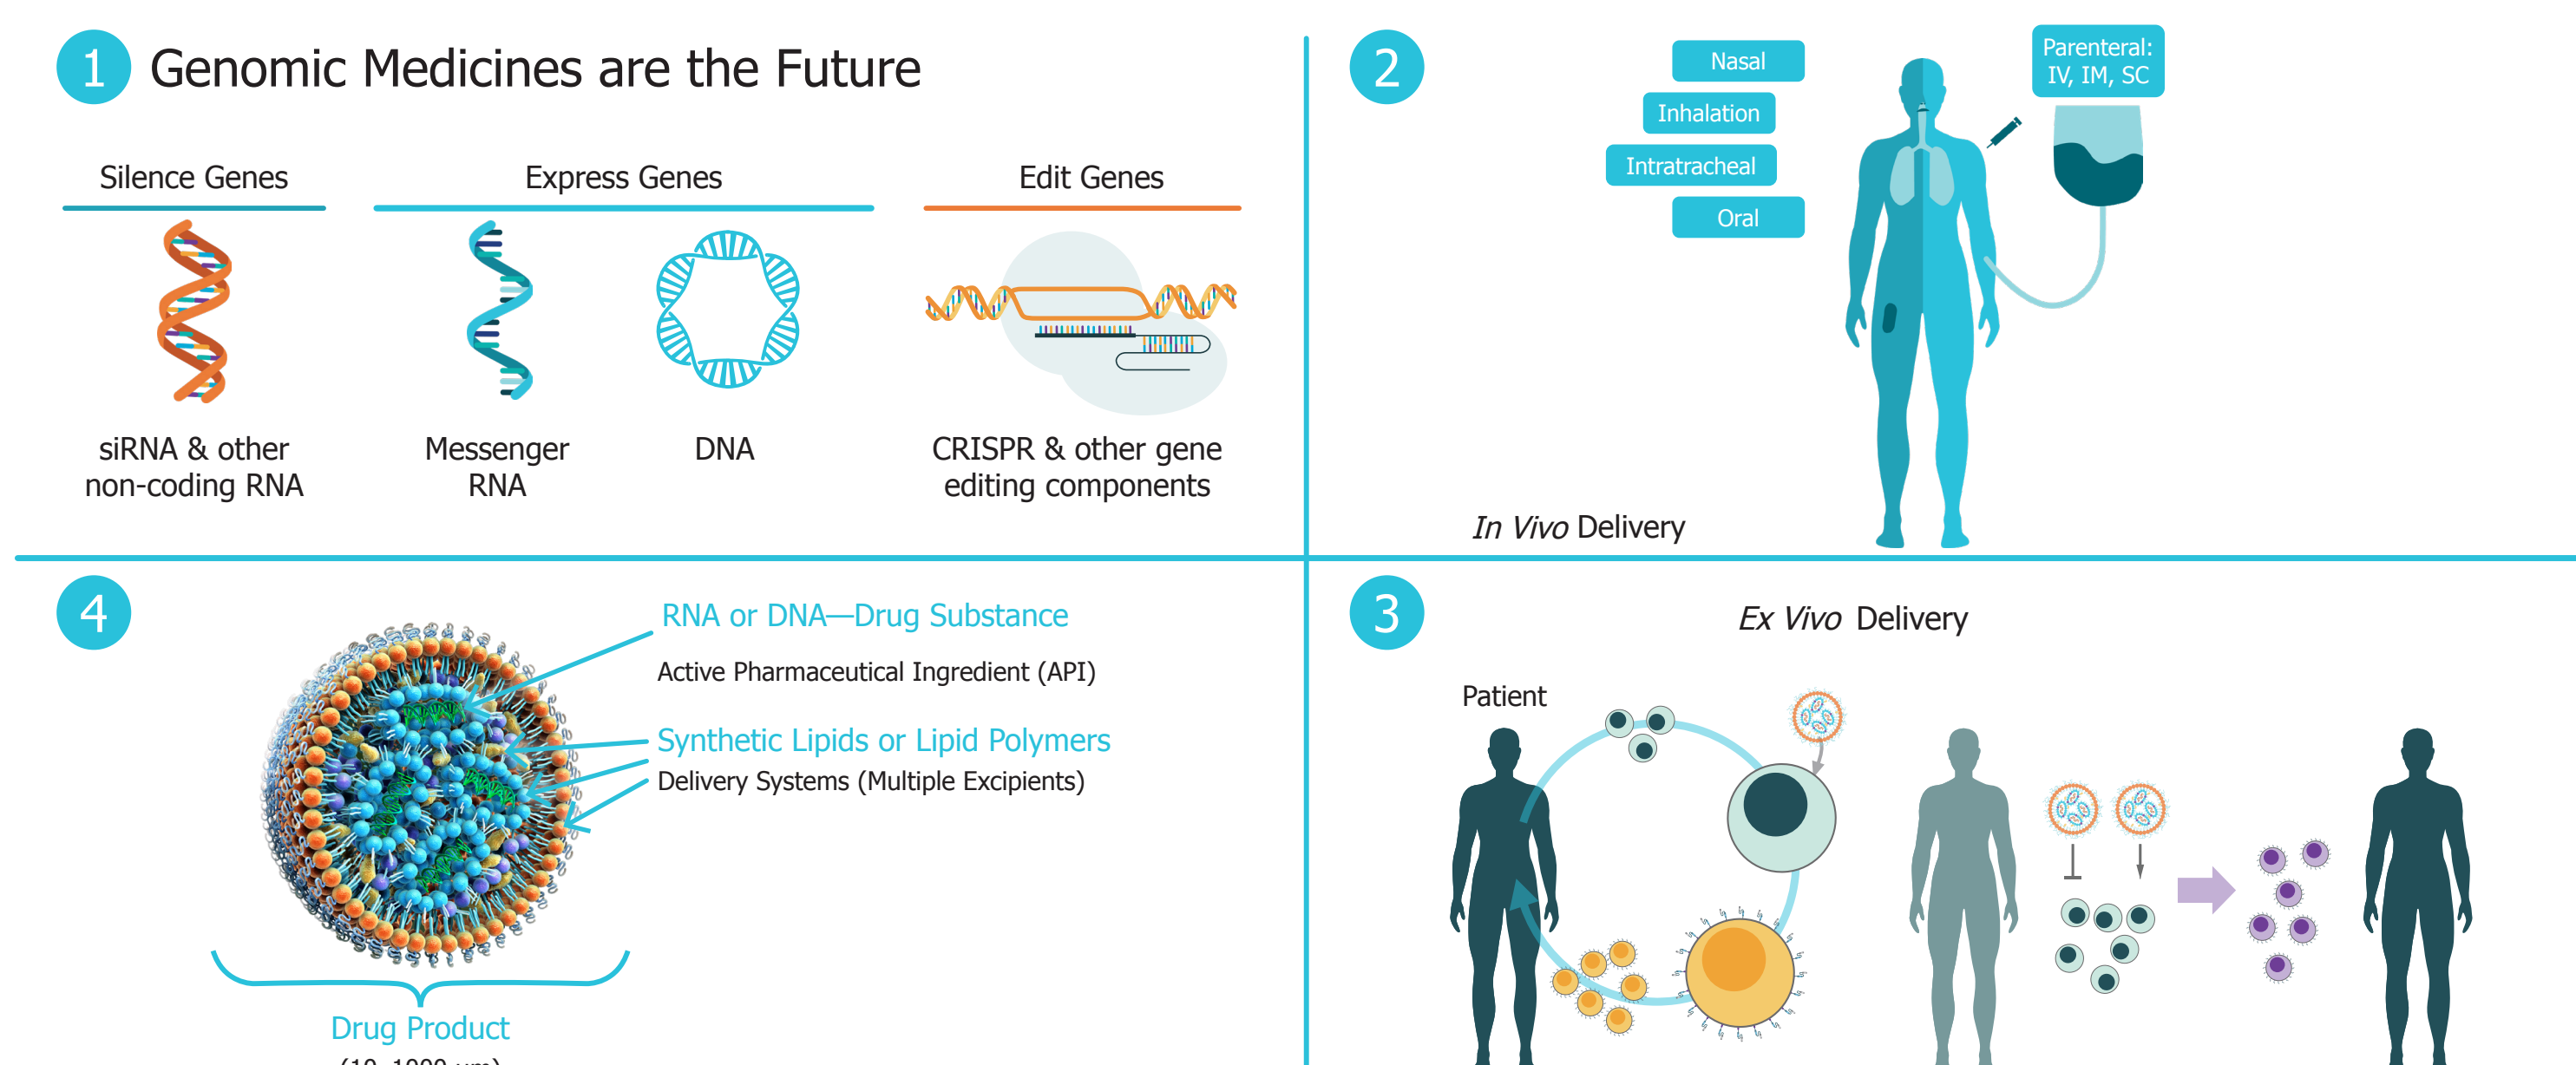 1 Genomic Medicines are the Future
Silence Genes
Express Genes
Edit Genes
siRNA & other
non-coding RNA
Messenger
RNA
DNA
CRISPR & other gene
editing components
2
Nasal
Inhalation
Intratracheal
Oral
Parenteral:
IV, IM, SC
In Vivo Delivery
3
Ex Vivo Delivery
Patient
4
RNA or DNA—Drug Substance
Active Pharmaceutical Ingredient (API)
Synthetic Lipids or Lipid Polymers
Delivery Systems (Multiple Excipients)
Drug Product